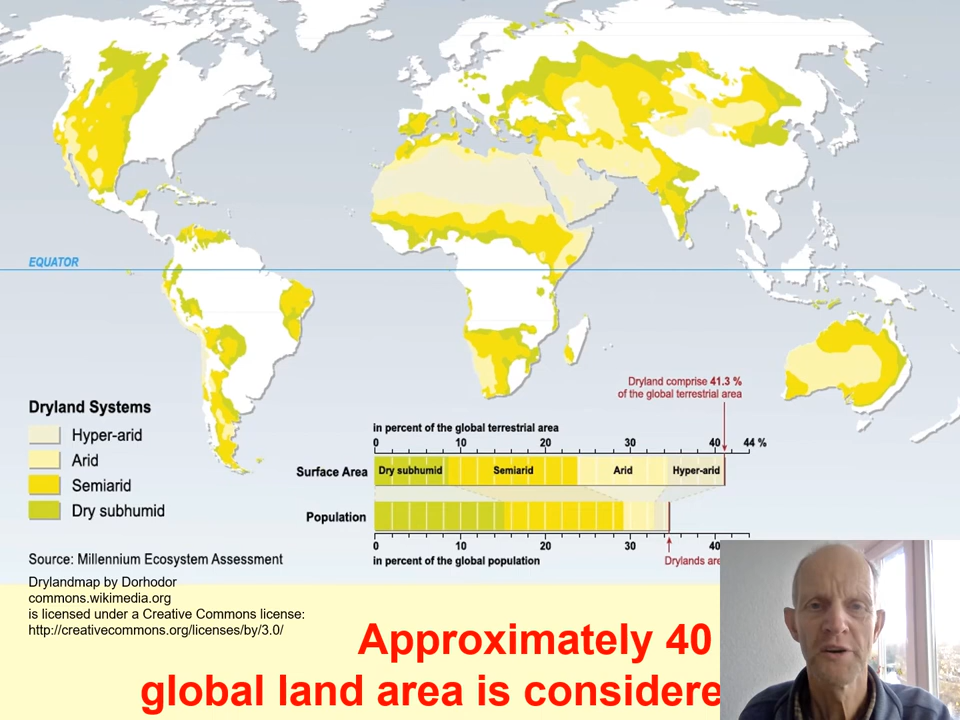 EQUATOR
Dryland comprise 41.3 %
of the global terrestrial area
Dryland Systems
Hyper-arid
Arid
Semiarid
Dry subhumid
in percent of the global terrestrial area
0 10 20 30 40 44 %
Surface Area Dry subhumid Semiarid Arid Hyper-arid
Population
0 10 20 30 40
in percent of the global population
Drylands are
Source: Millennium Ecosystem Assessment
Drylandmap by Dorhodor
commons.wikimedia.org
is licensed under a Creative Commons license:
http://creativecommons.org/licenses/by/3.0/
Approximately 40
global land area is considere